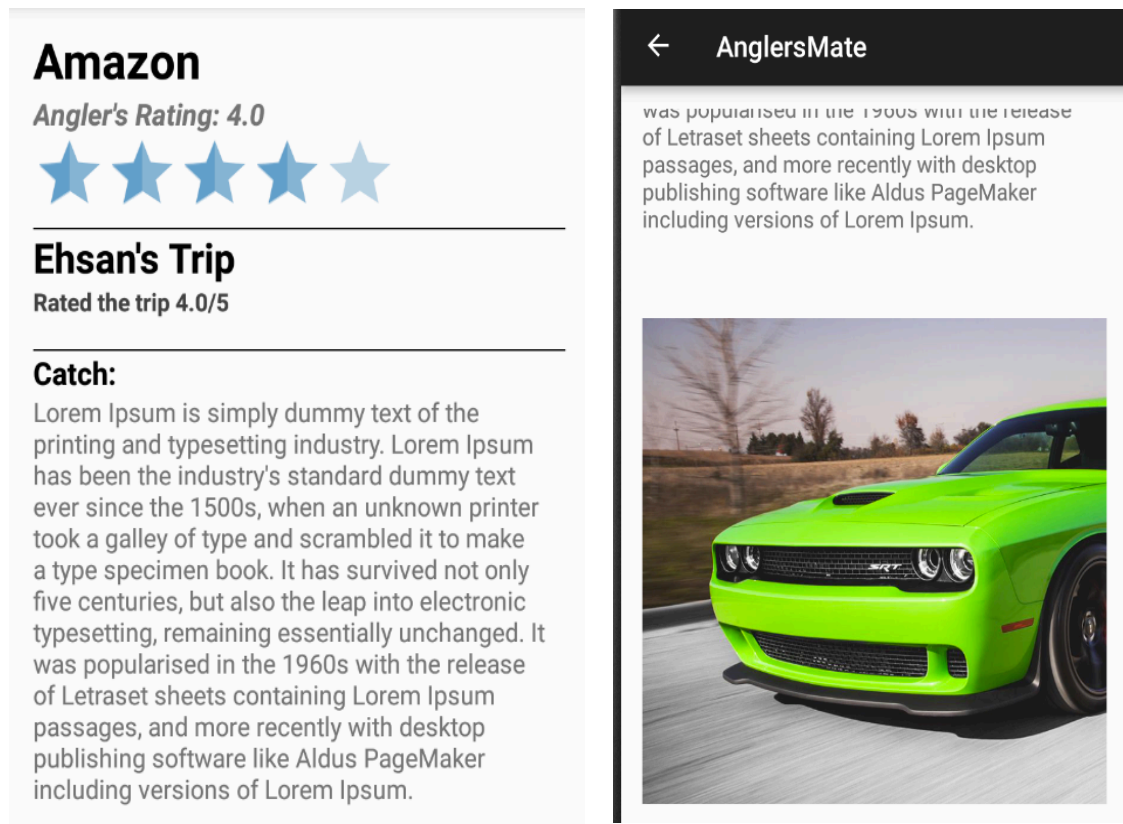 Amazon
Angler's Rating: 4.0
Ehsan's Trip
Rated the trip 4.0/5
Catch:
Lorem Ipsum is simply dummy text of the
printing and typesetting industry. Lorem Ipsum
has been the industry's standard dummy text
ever since the 1500s, when an unknown printer
took a galley of type and scrambled it to make
a type specimen book. It has survived not only
five centuries, but also the leap into electronic
typesetting, remaining essentially unchanged. It
was popularised in the 1960s with the release
of Letraset sheets containing Lorem Ipsum
passages, and more recently with desktop
publishing software like Aldus PageMaker
including versions of Lorem Ipsum.
AnglersMate
was popularised in the 1960s with the release
of Letraset sheets containing Lorem Ipsum
passages, and more recently with desktop
publishing software like Aldus PageMaker
including versions of Lorem Ipsum.
SRT